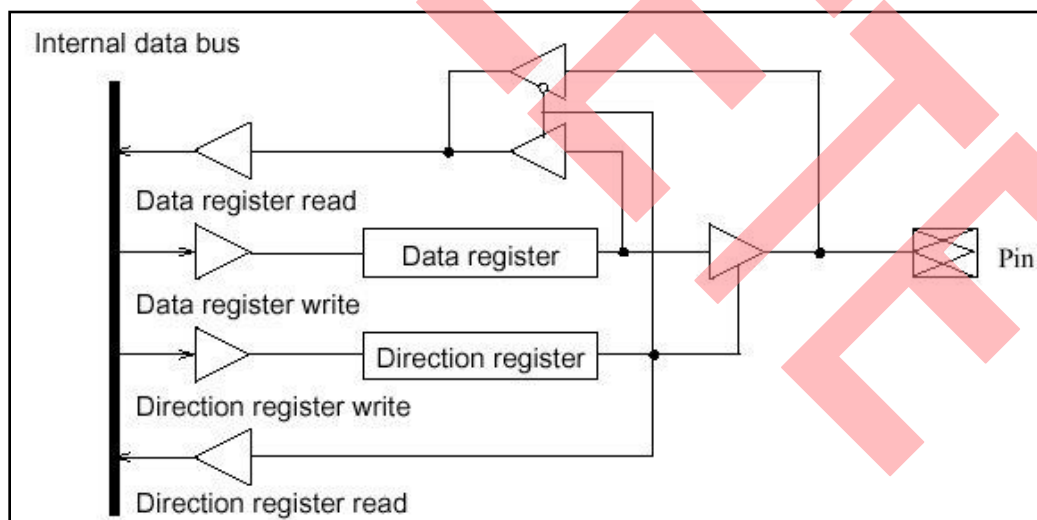 Internal data bus
Data register read
Data register
Pin
Data register write
Direction register
Direction register write
Direction register read